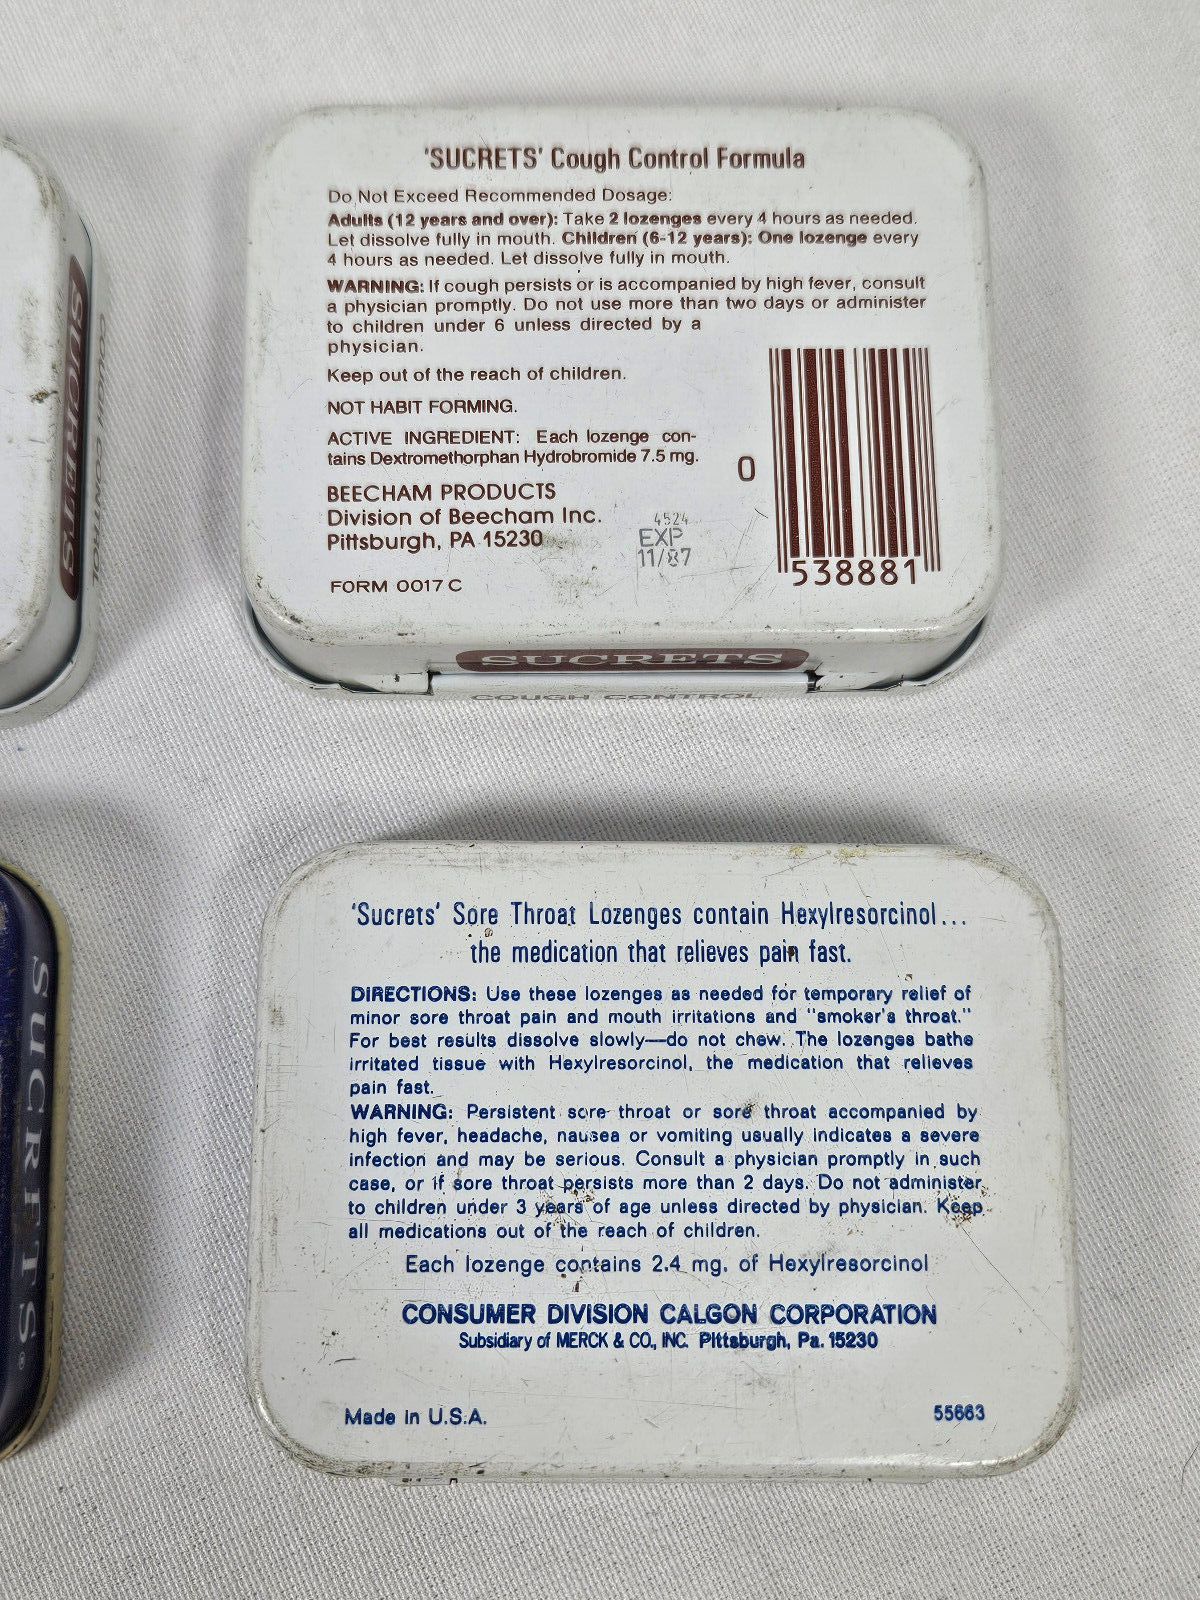 'SUCRETS' Cough Control Formula
Do Not Exceed Recommended Dosage:
Adults (12 years and over): Take 2 lozenges every 4 hours as needed.
Let dissolve fully in mouth. Children (6-12 years): One lozenge every
4 hours as needed. Let dissolve fully in mouth.
WARNING: If cough persists or is accompanied by high fever, consult
a physician promptly. Do not use more than two days or administer
to children under 6 unless directed by a
physician.
Keep out of the reach of children.
NOT HABIT FORMING.
ACTIVE INGREDIENT: Each lozenge con-
tains Dextromethorphan Hydrobromide 7.5 mg.
BEECHAM PRODUCTS
Division of Beecham Inc.
Pittsburgh, PA 15230
FORM 0017 C
4524
EXP
11/87
0
538881
SUCRETS
COUGH CONTROL
SUCRETS
COUGH CONTROL
'Sucrets' Sore Throat Lozenges contain Hexylresorcinol...
the medication that relieves pain fast.
DIRECTIONS: Use these lozenges as needed for temporary relief of
minor sore throat pain and mouth irritations and "smoker's throat."
For best results dissolve slowly—do not chew. The lozenges bathe
irritated tissue with Hexylresorcinol, the medication that relieves
pain fast.
WARNING: Persistent sore throat or sore throat accompanied by
high fever, headache, nausea or vomiting usually indicates a severe
infection and may be serious. Consult a physician promptly in such
case, or if sore throat persists more than 2 days. Do not administer
to children under 3 years of age unless directed by physician. Keep
all medications out of the reach of children.
Each lozenge contains 2.4 mg. of Hexylresorcinol
CONSUMER DIVISION CALGON CORPORATION
Subsidiary of MERCK & CO., INC. Pittsburgh, Pa. 15230
Made in U.S.A.
55663
SUCRETS®